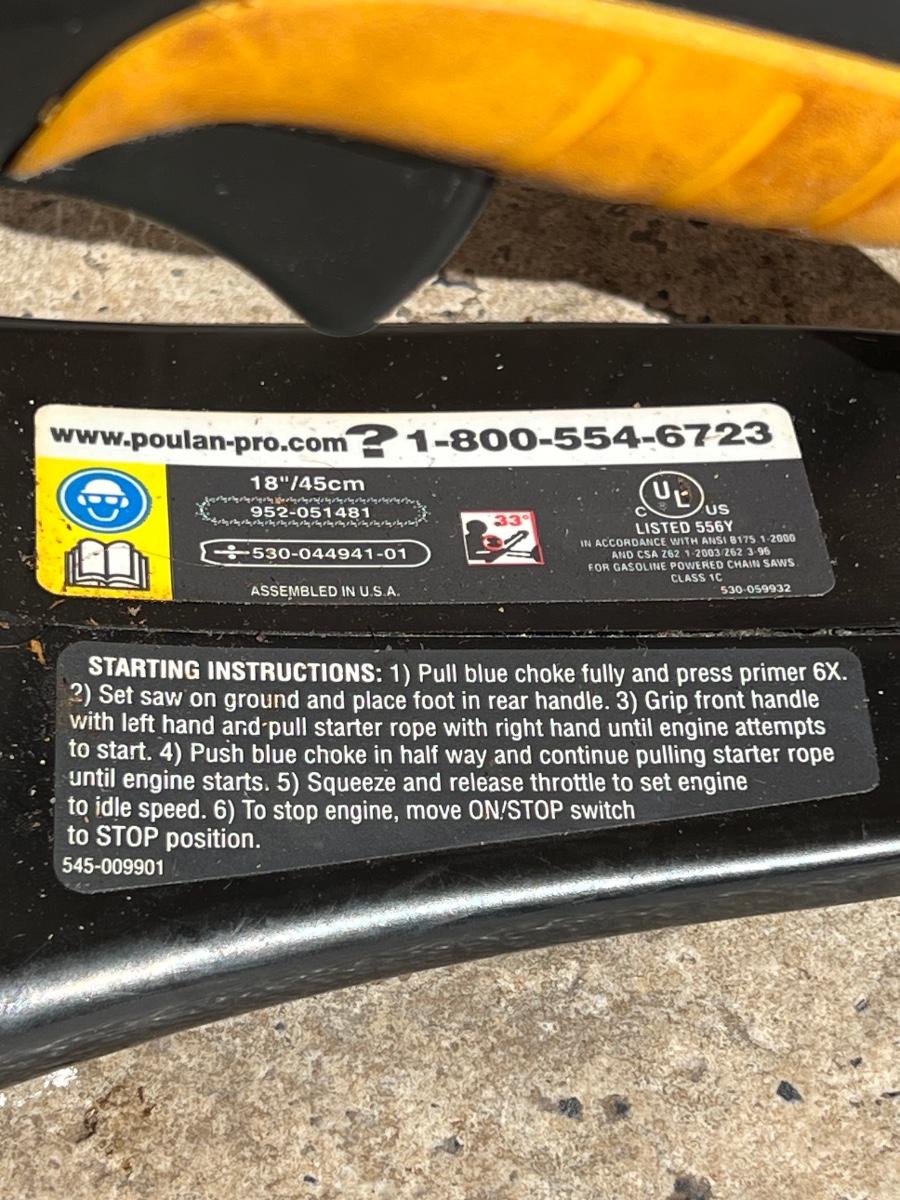 www.poulan-pro.com ? 1-800-554-6723
18"/45cm
952-051481
530-044941-01
ASSEMBLED IN U.S.A.
33°
C UL US
LISTED 556Y
IN ACCORDANCE WITH ANSI B175 1-2000
AND CSA Z62 1-2003/Z62 3-96
FOR GASOLINE POWERED CHAIN SAWS
CLASS 1C
530-059932
STARTING INSTRUCTIONS: 1) Pull blue choke fully and press primer 6X.
2) Set saw on ground and place foot in rear handle. 3) Grip front handle
with left hand and pull starter rope with right hand until engine attempts
to start. 4) Push blue choke in half way and continue pulling starter rope
until engine starts. 5) Squeeze and release throttle to set engine
to idle speed. 6) To stop engine, move ON/STOP switch
to STOP position.
545-009901